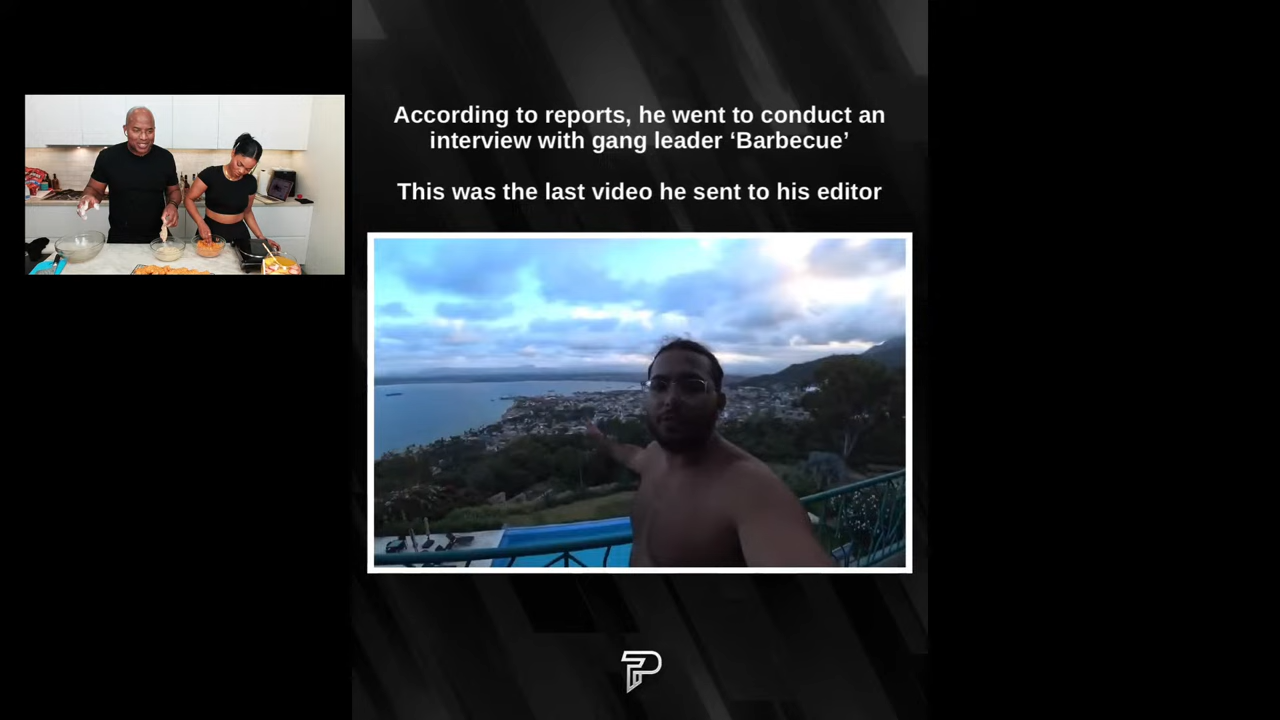 According to reports, he went to conduct an
interview with gang leader ‘Barbecue’
This was the last video he sent to his editor